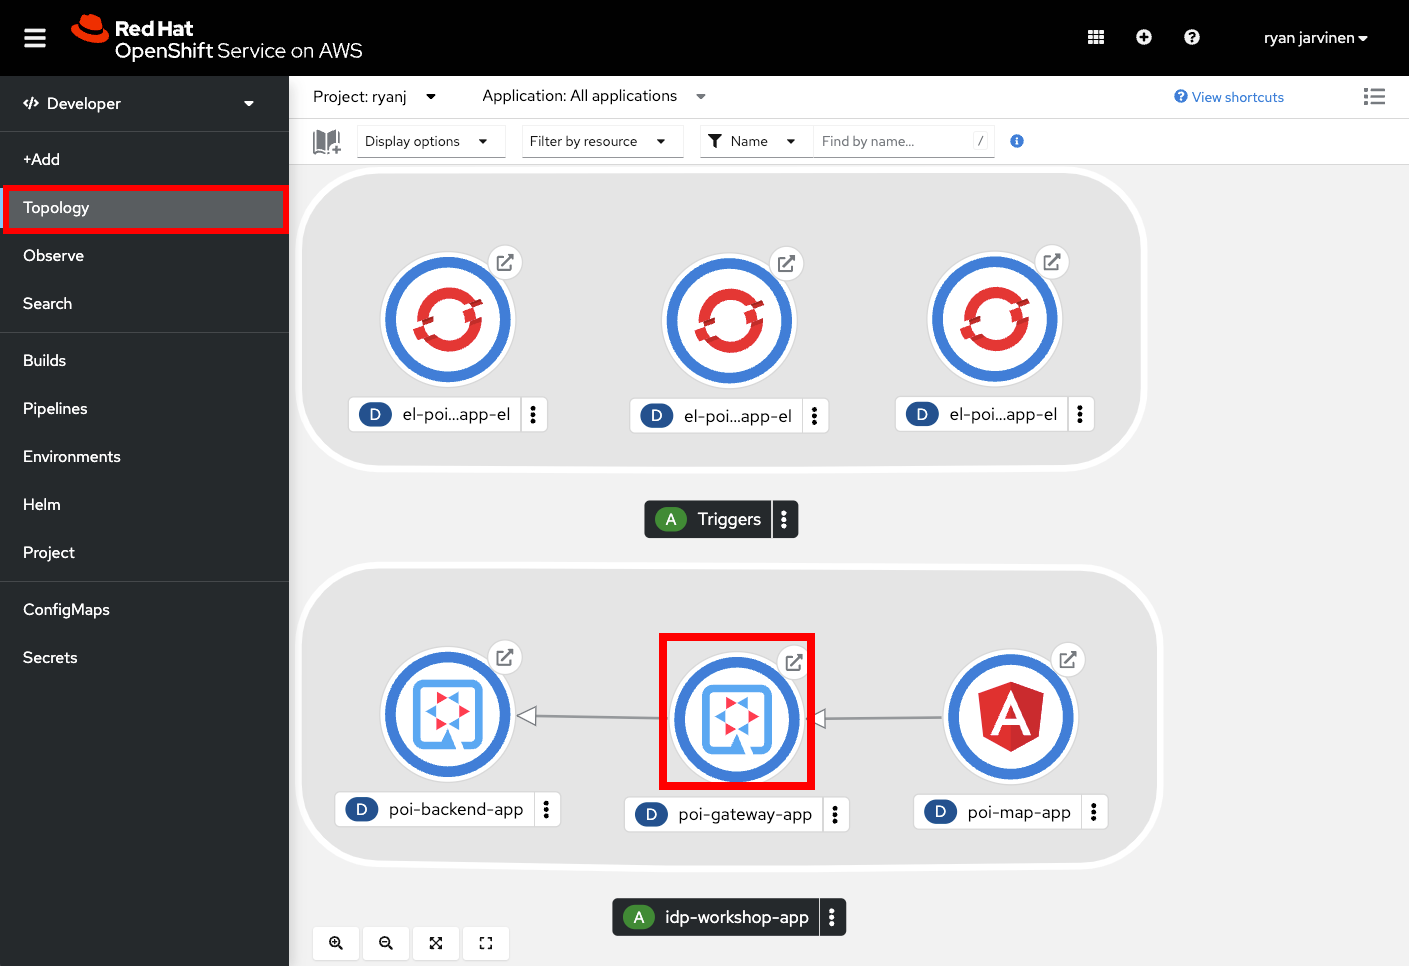 Red Hat
OpenShift Service on AWS
ryan jarvinen
Developer
Project: ryanj
Application: All applications
View shortcuts
Display options
Filter by resource
Name
Find by name...
/
+Add
Topology
Observe
Search
Builds
Pipelines
Environments
Helm
Project
ConfigMaps
Secrets
D el-poi...app-el
D el-poi...app-el
D el-poi...app-el
A Triggers
D poi-backend-app
D poi-gateway-app
D poi-map-app
A idp-workshop-app